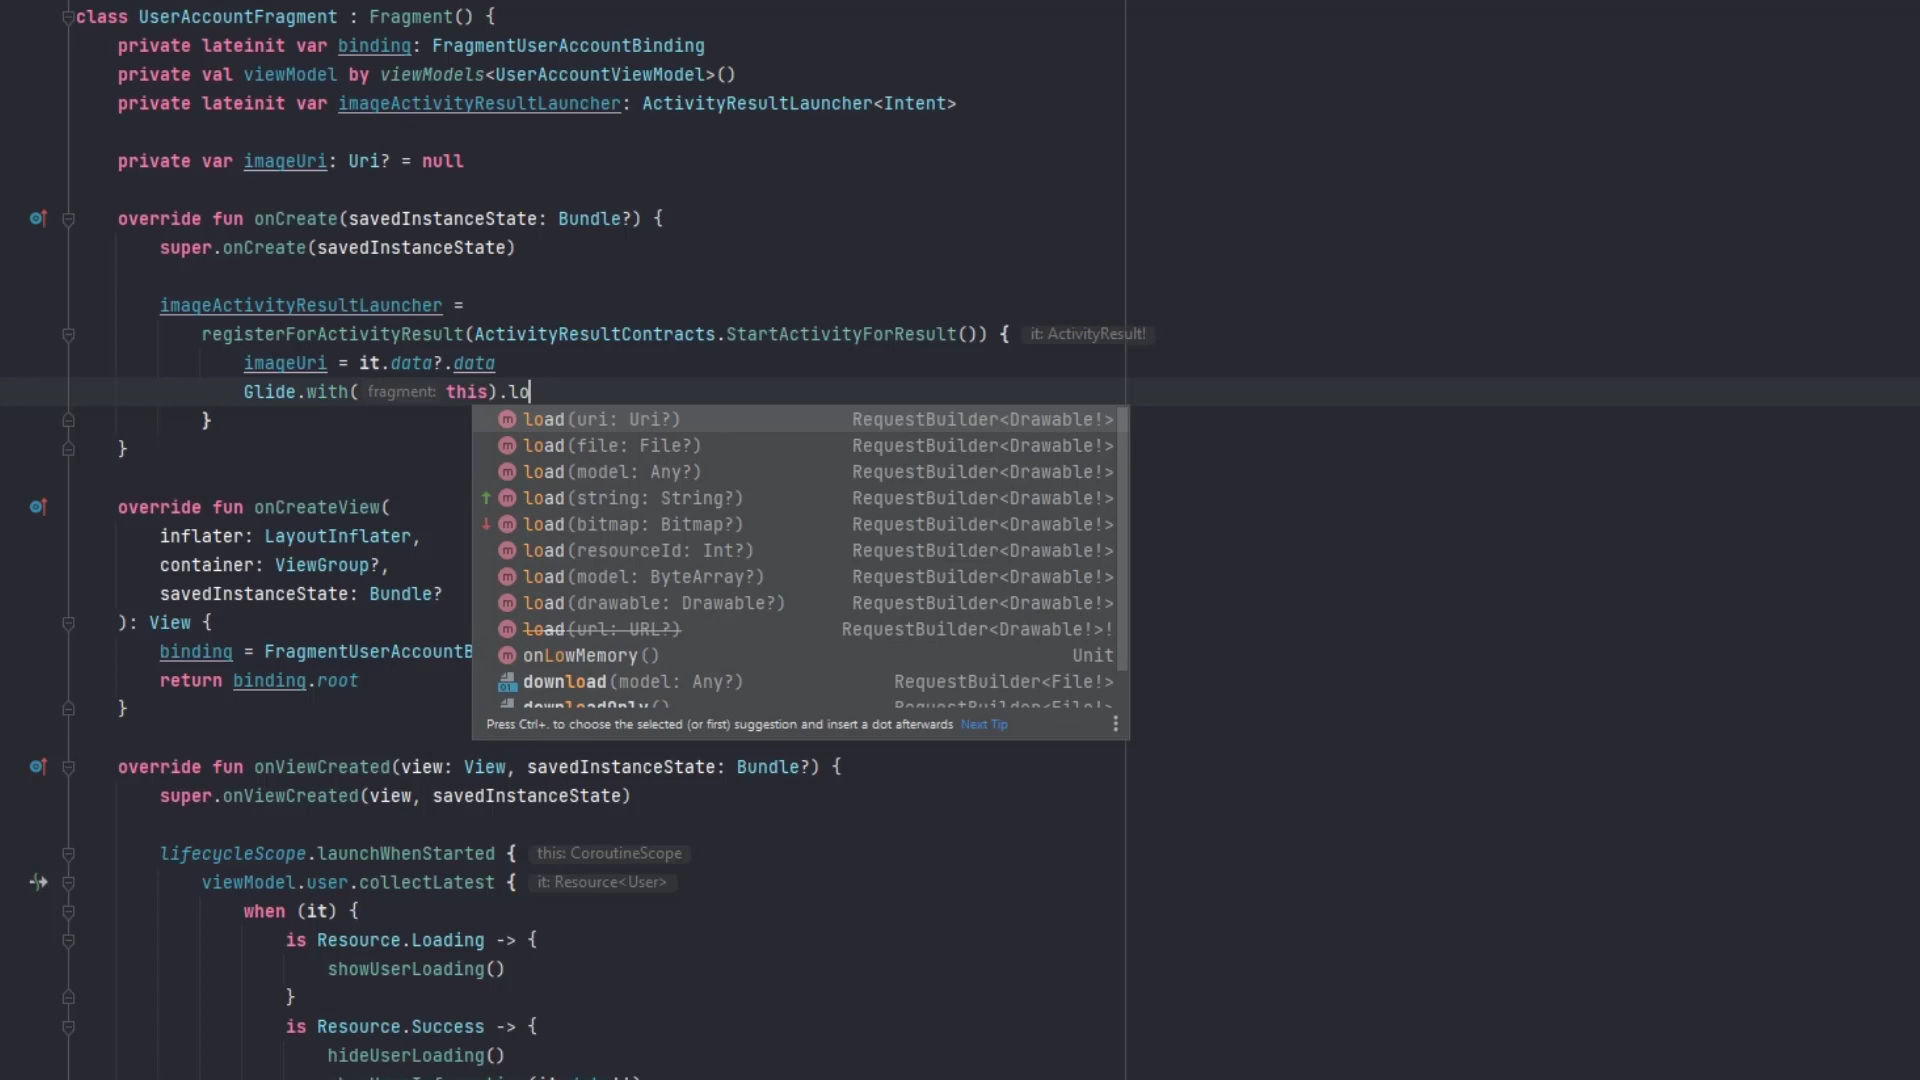 class UserAccountFragment : Fragment() {
private lateinit var binding: FragmentUserAccountBinding
private val viewModel by viewModels<UserAccountViewModel>()
private lateinit var imageActivityResultLauncher: ActivityResultLauncher<Intent>
private var imageUri: Uri? = null
override fun onCreate(savedInstanceState: Bundle?) {
super.onCreate(savedInstanceState)
imageActivityResultLauncher =
registerForActivityResult(ActivityResultContracts.StartActivityForResult()) { it: ActivityResult!
imageUri = it.data?.data
Glide.with( fragment: this).lo
}
}
load(uri: Uri?) RequestBuilder<Drawable!>
load(file: File?) RequestBuilder<Drawable!>
load(model: Any?) RequestBuilder<Drawable!>
load(string: String?) RequestBuilder<Drawable!>
load(bitmap: Bitmap?) RequestBuilder<Drawable!>
load(resourceId: Int?) RequestBuilder<Drawable!>
load(model: ByteArray?) RequestBuilder<Drawable!>
load(drawable: Drawable?) RequestBuilder<Drawable!>
load(url: URL?) RequestBuilder<Drawable!>!
onLowMemory() Unit
download(model: Any?) RequestBuilder<File!>
downloadOnly() RequestBuilder<File!>
Press Ctrl+. to choose the selected (or first) suggestion and insert a dot afterwards Next Tip
override fun onCreateView(
inflater: LayoutInflater,
container: ViewGroup?,
savedInstanceState: Bundle?
): View {
binding = FragmentUserAccountB
return binding.root
}
override fun onViewCreated(view: View, savedInstanceState: Bundle?) {
super.onViewCreated(view, savedInstanceState)
lifecycleScope.launchWhenStarted { this: CoroutineScope
viewModel.user.collectLatest { it: Resource<User>
when (it) {
is Resource.Loading -> {
showUserLoading()
}
is Resource.Success -> {
hideUserLoading()